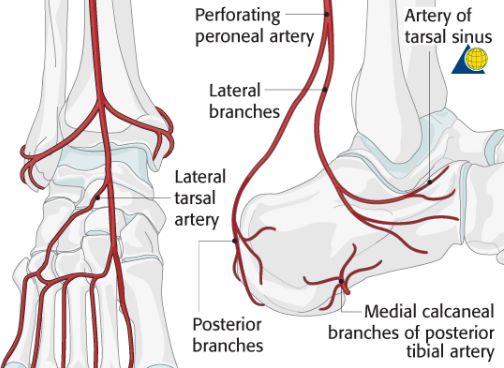 Perforating
peroneal artery
Artery of
tarsal sinus
Lateral
branches
Lateral
tarsal
artery
Posterior
branches
Medial calcaneal
branches of posterior
tibial artery